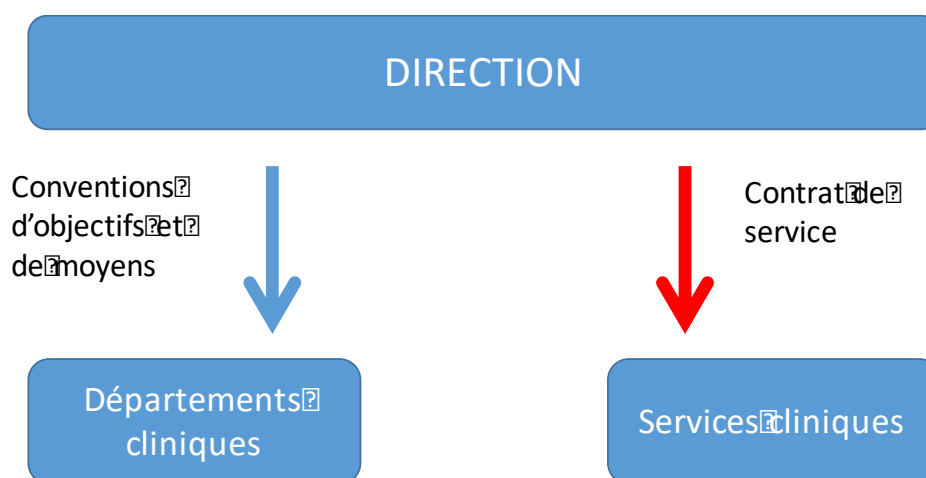 DIRECTION
Conventions
d’objectifs et
de moyens
Contrat de
service
Départements
cliniques
Services cliniques